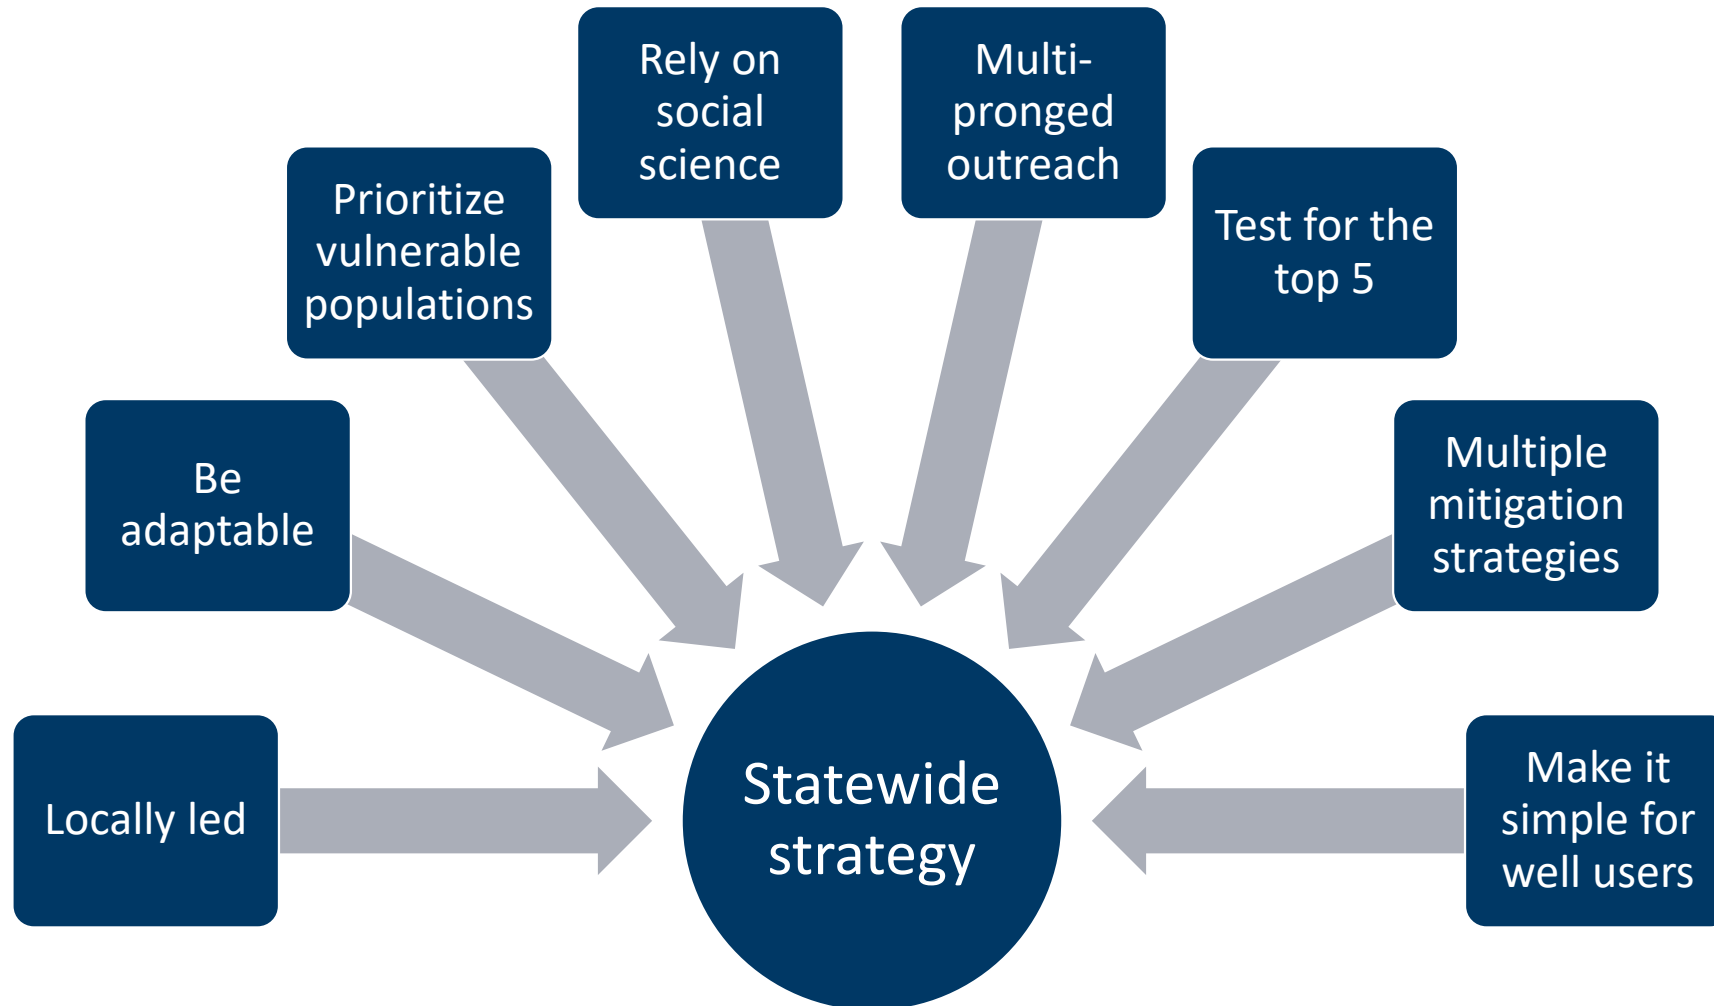 Rely on
social
science
Multi-
pronged
outreach
Prioritize
vulnerable
populations
Test for the
top 5
Be
adaptable
Multiple
mitigation
strategies
Locally led
Statewide
strategy
Make it
simple for
well users